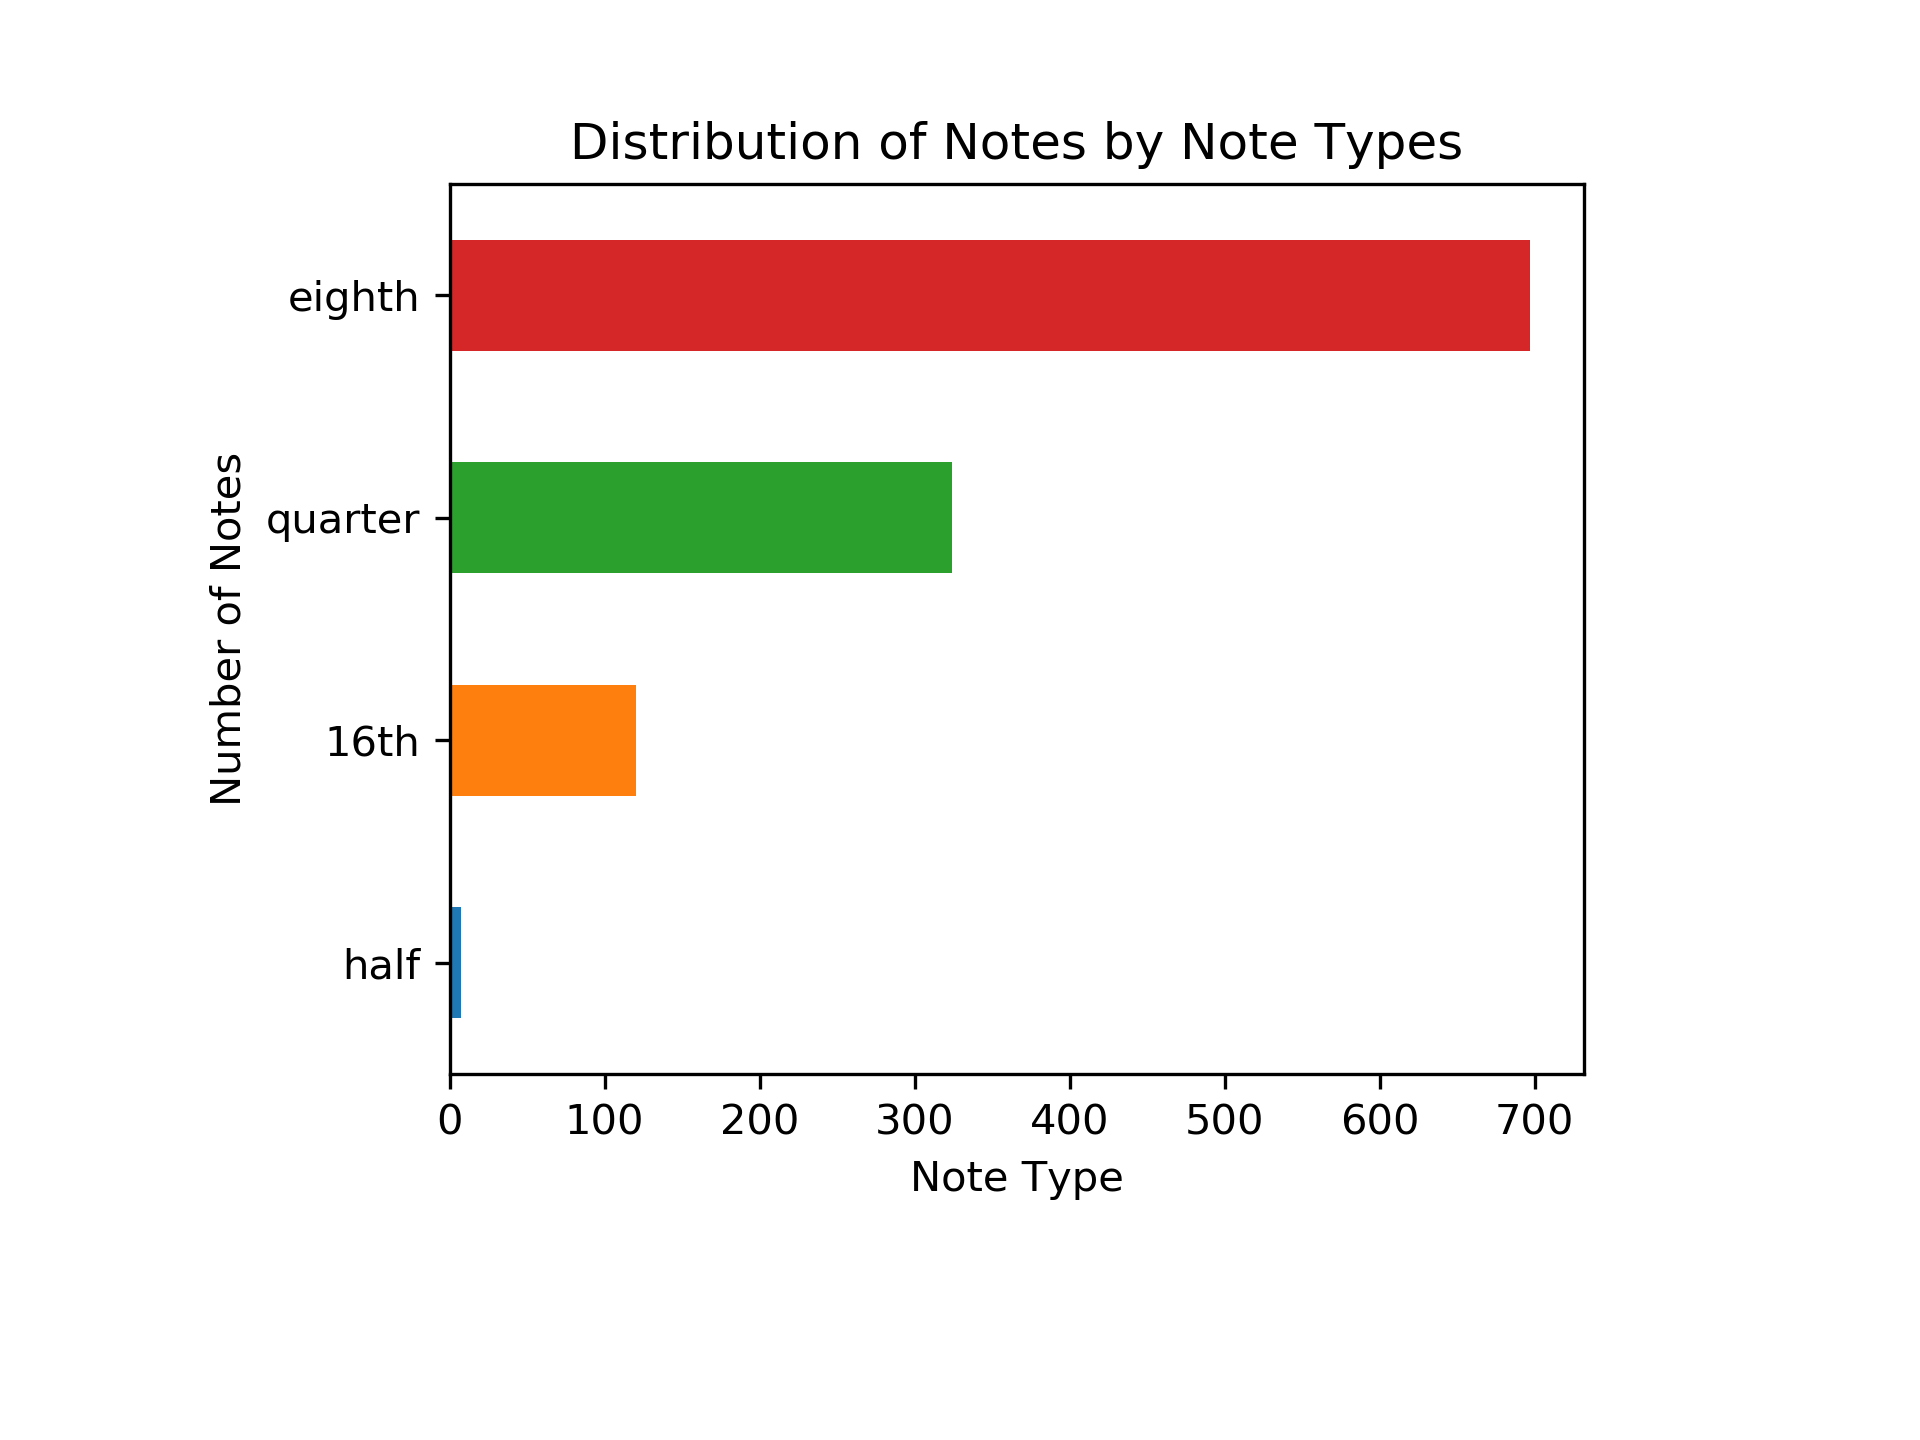 Distribution of Notes by Note Types
eighth
quarter
16th
half
Number of Notes
0 100 200 300 400 500 600 700
Note Type